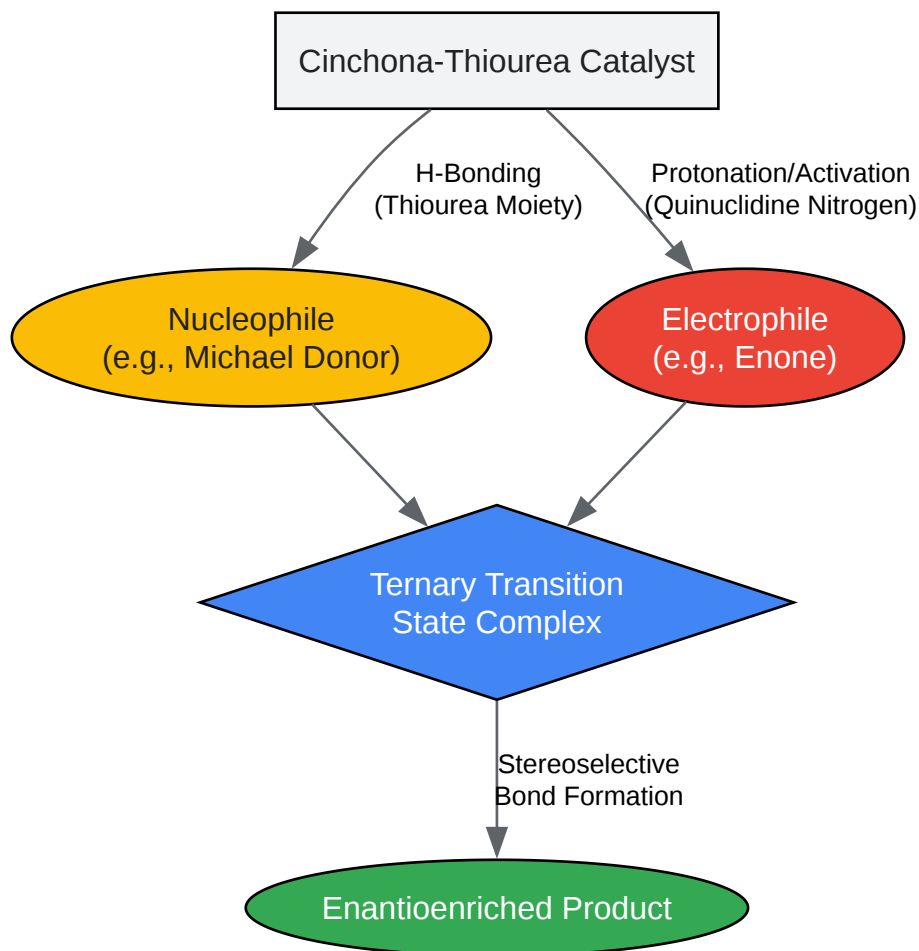 Cinchona-Thiourea Catalyst
H-Bonding
(Thiourea Moiety)
Protonation/Activation
(Quinuclidine Nitrogen)
Nucleophile
(e.g., Michael Donor)
Electrophile
(e.g., Enone)
Ternary Transition
State Complex
Stereoselective
Bond Formation
Enantioenriched Product